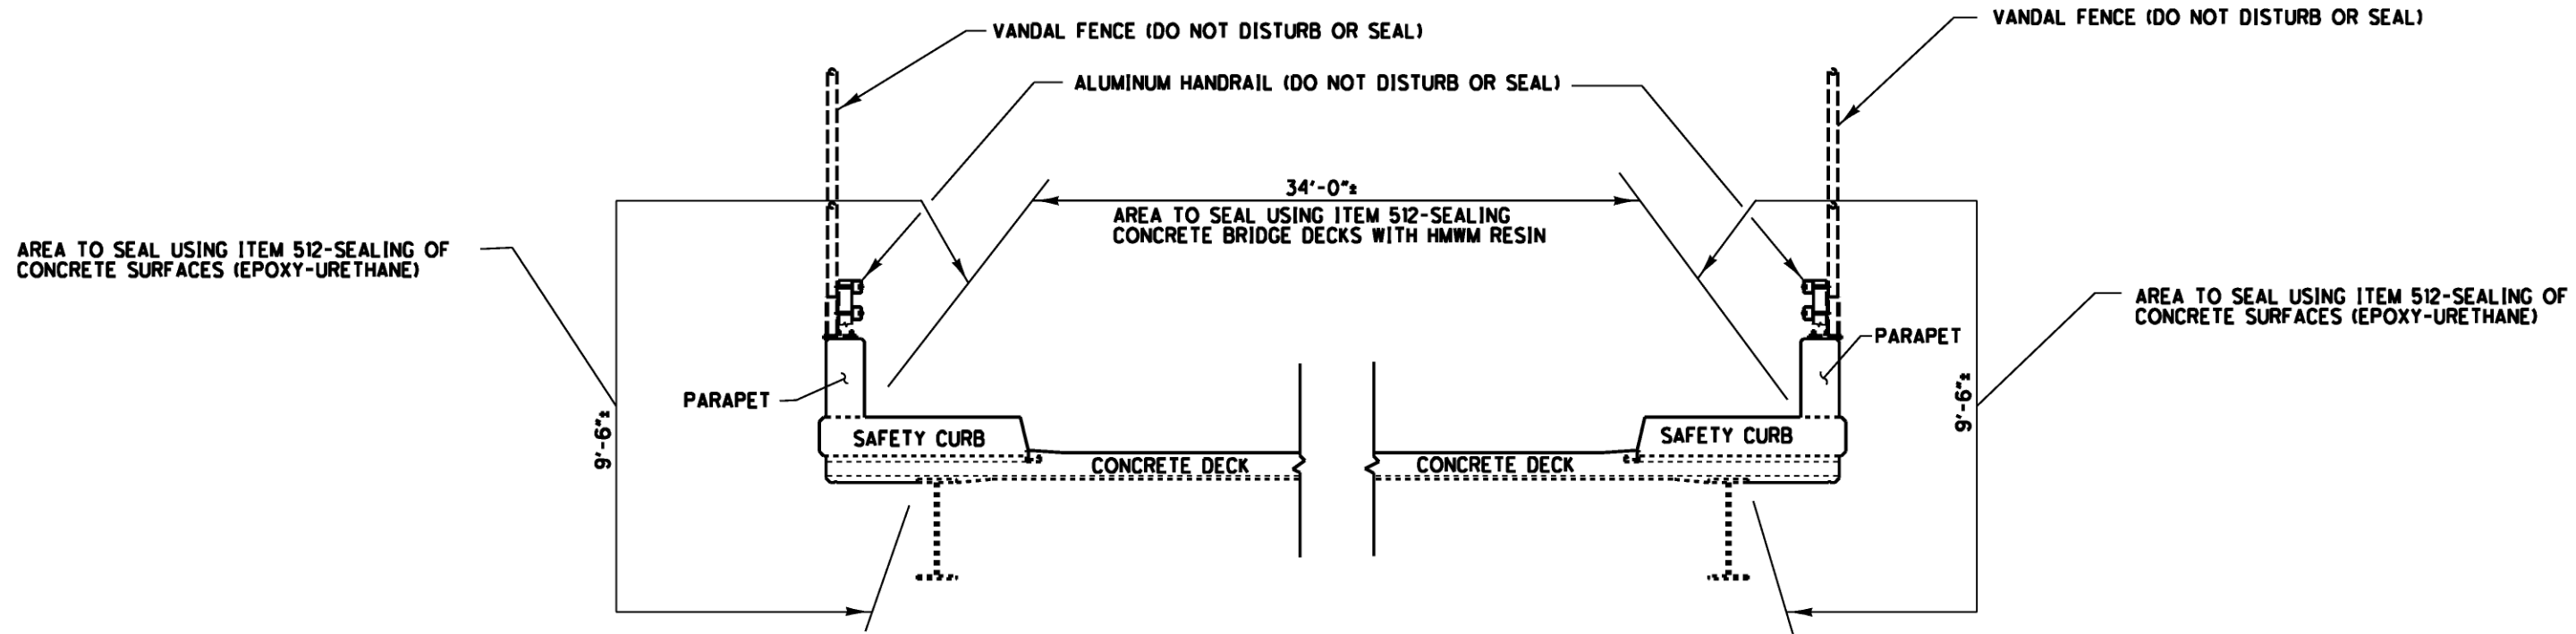 VANDAL FENCE (DO NOT DISTURB OR SEAL)
VANDAL FENCE (DO NOT DISTURB OR SEAL)
ALUMINUM HANDRAIL (DO NOT DISTURB OR SEAL)
34'-0"±
AREA TO SEAL USING ITEM 512-SEALING
CONCRETE BRIDGE DECKS WITH HMWM RESIN
AREA TO SEAL USING ITEM 512-SEALING OF
CONCRETE SURFACES (EPOXY-URETHANE)
AREA TO SEAL USING ITEM 512-SEALING OF
CONCRETE SURFACES (EPOXY-URETHANE)
PARAPET
PARAPET
9'-6"±
9'-6"±
SAFETY CURB
SAFETY CURB
CONCRETE DECK
CONCRETE DECK